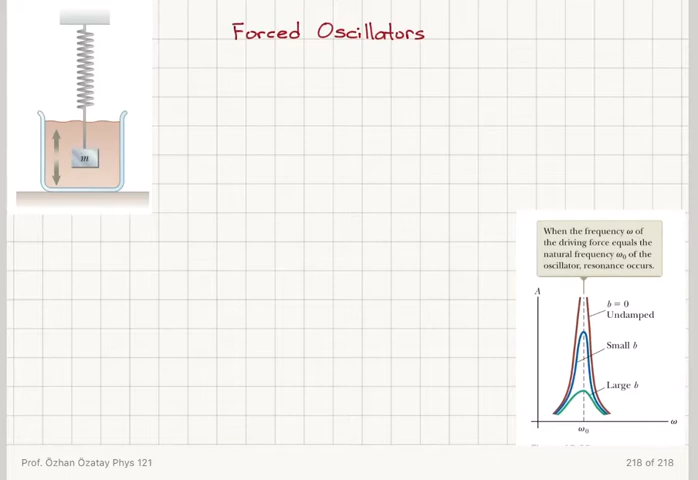 Forced Oscillators
m
When the frequency ω of
the driving force equals the
natural frequency ω₀ of the
oscillator, resonance occurs.
A
b = 0
Undamped
Small b
Large b
ω
ω₀
Prof. Özhan Özatay Phys 121
218 of 218